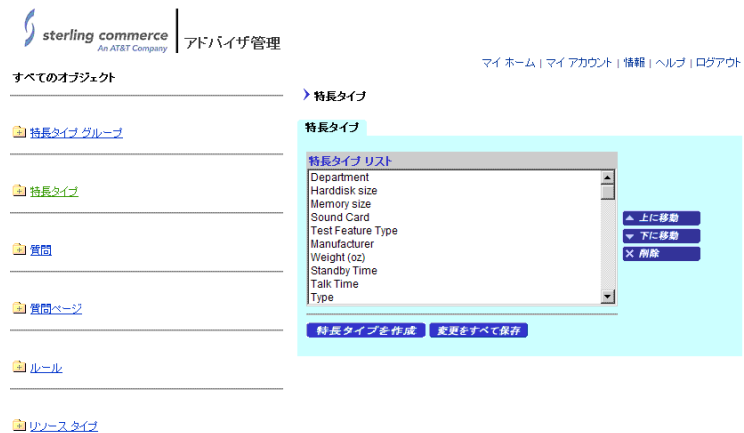 sterling commerce
An AT&T Company
アドバイザ管理
マイ ホーム | マイ アカウント | 情報 | ヘルプ | ログアウト
すべてのオブジェクト
特長タイプ グループ
特長タイプ
質問
質問ページ
ルール
リソース タイプ
特長タイプ
特長タイプ
特長タイプ リスト
Department
Harddisk size
Memory size
Sound Card
Test Feature Type
Manufacturer
Weight (oz)
Standby Time
Talk Time
Type
上に移動
下に移動
削除
特長タイプを作成
変更をすべて保存